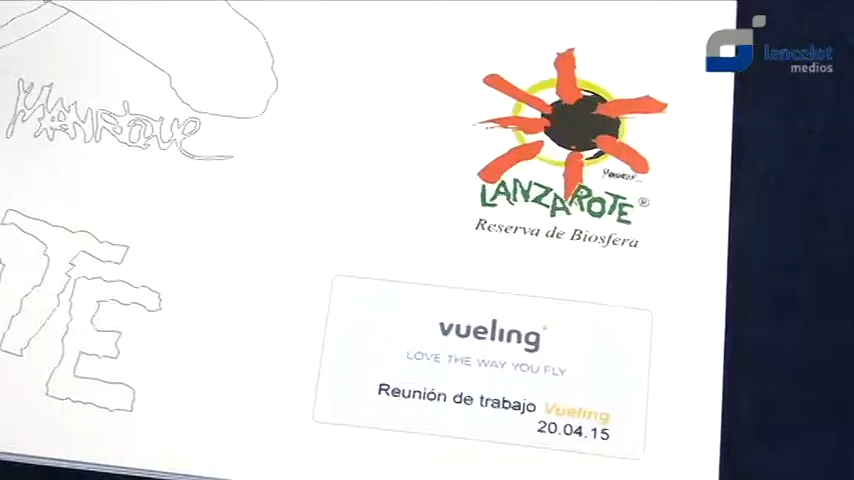 lancelot
medios
Manrique
Manrique
LANZAROTE®
Reserva de Biosfera
TE
vueling
LOVE THE WAY YOU FLY
Reunión de trabajo Vueling
20.04.15